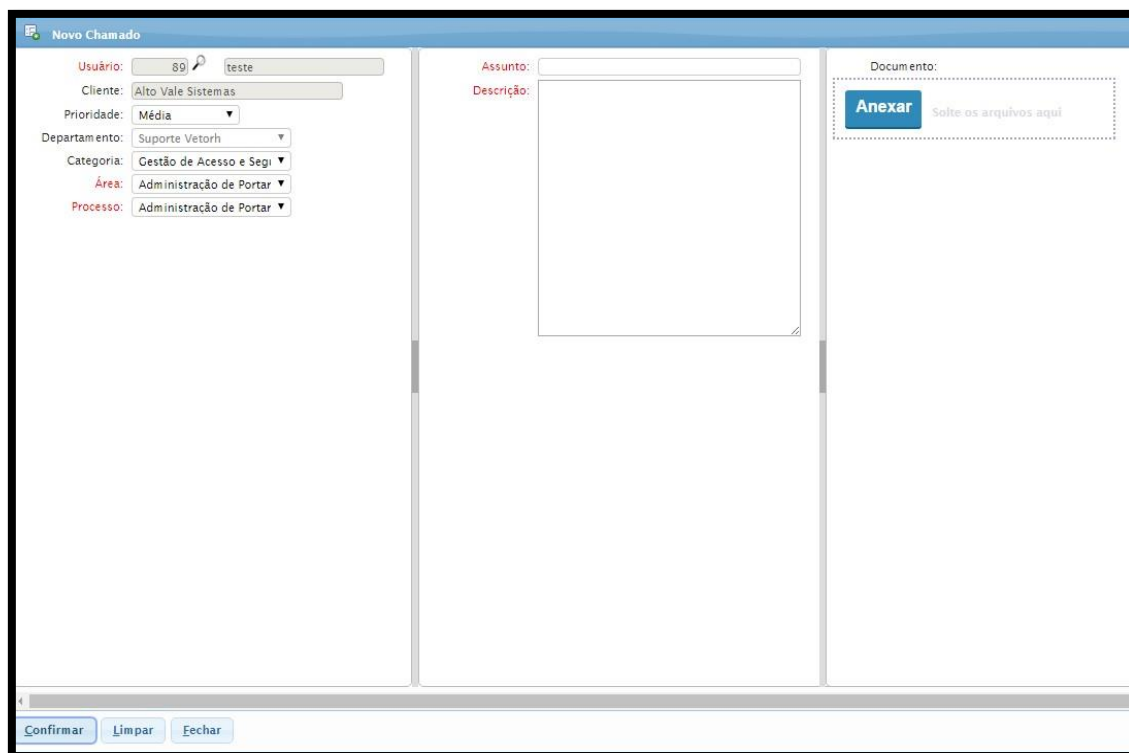 Novo Chamado
Usuário: 89 teste
Cliente: Alto Vale Sistemas
Prioridade: Média
Departamento: Suporte Vetorh
Categoria: Gestão de Acesso e Segu
Área: Administração de Portar
Processo: Administração de Portar
Assunto:
Descrição:
Documento:
Anexar Solte os arquivos aqui
Confirmar Limpar Fechar